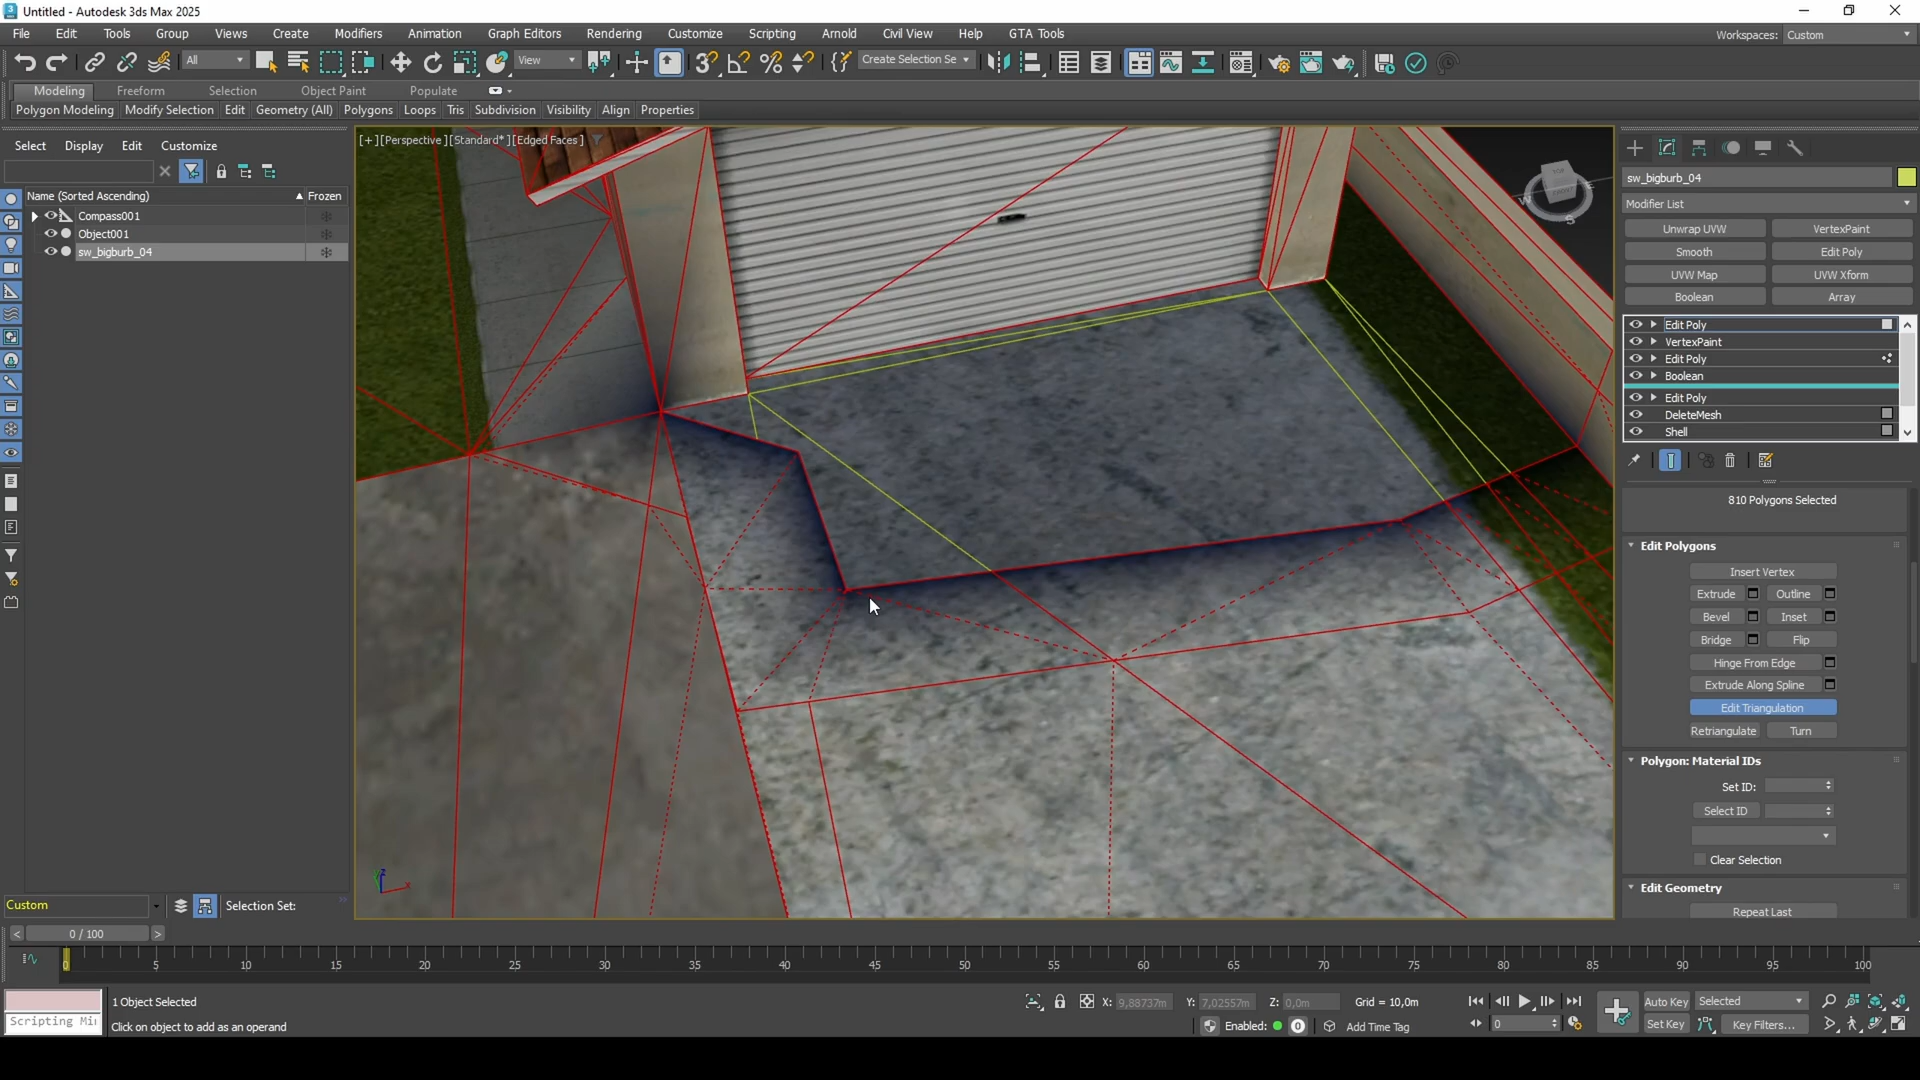 Untitled - Autodesk 3ds Max 2025
File Edit Tools Group Views Create Modifiers Animation Graph Editors Rendering Customize Scripting Arnold Civil View Help GTA Tools
Workspaces: Custom
All View Create Selection Se
Modeling Freeform Selection Object Paint Populate
Polygon Modeling Modify Selection Edit Geometry (All) Polygons Loops Tris Subdivision Visibility Align Properties
Select Display Edit Customize
Name (Sorted Ascending) Frozen
Compass001
Object001
sw_bigburb_04
[+][Perspective][Standard*][Edged Faces]
sw_bigburb_04
Modifier List
Unwrap UVW VertexPaint
Smooth Edit Poly
UVW Map UVW Xform
Boolean Array
Edit Poly
VertexPaint
Edit Poly
Boolean
Edit Poly
DeleteMesh
Shell
810 Polygons Selected
Edit Polygons
Insert Vertex
Extrude Outline
Bevel Inset
Bridge Flip
Hinge From Edge
Extrude Along Spline
Edit Triangulation
Retriangulate Turn
Polygon: Material IDs
Set ID:
Select ID
Clear Selection
Edit Geometry
Repeat Last
Custom Selection Set:
< 0 / 100 >
0 5 10 15 20 25 30 35 40 45 50 55 60 65 70 75 80 85 90 95 100
1 Object Selected
Scripting Mi
Click on object to add as an operand
X: 9,88737m Y: 7,02557m Z: 0,0m Grid = 10,0m
Enabled: 0 Add Time Tag
0
Auto Key Selected
Set Key Key Filters...